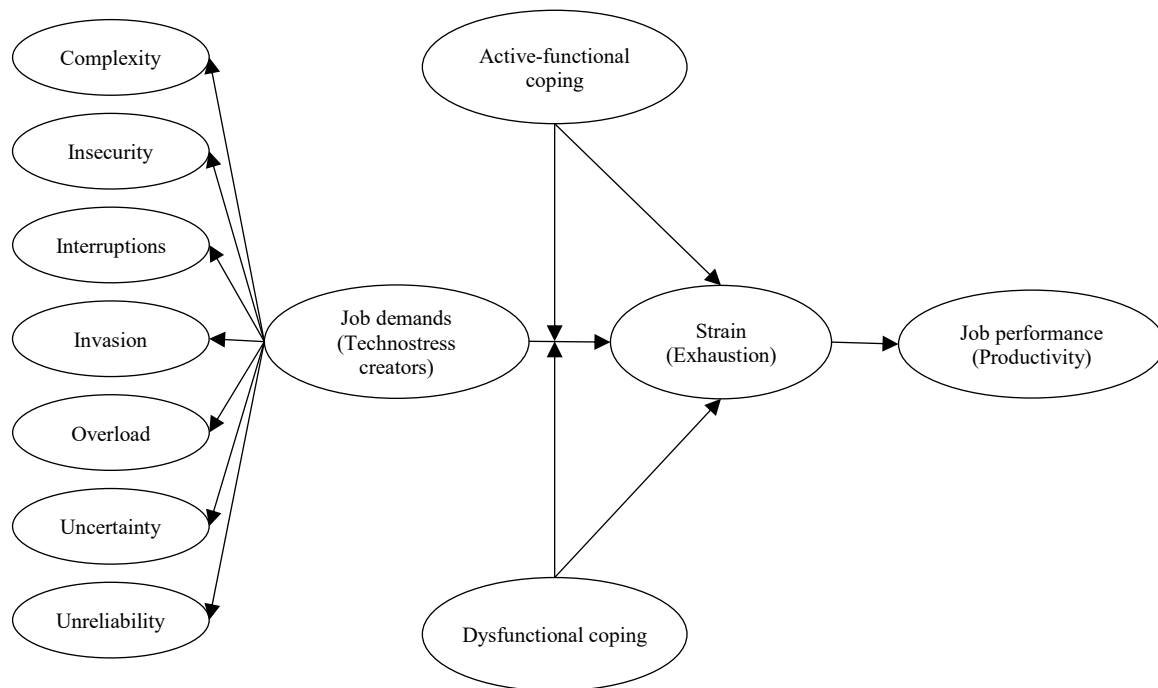 Complexity
Insecurity
Interruptions
Invasion
Overload
Uncertainty
Unreliability
Job demands
(Technostress
creators)
Active-functional
coping
Dysfunctional coping
Strain
(Exhaustion)
Job performance
(Productivity)